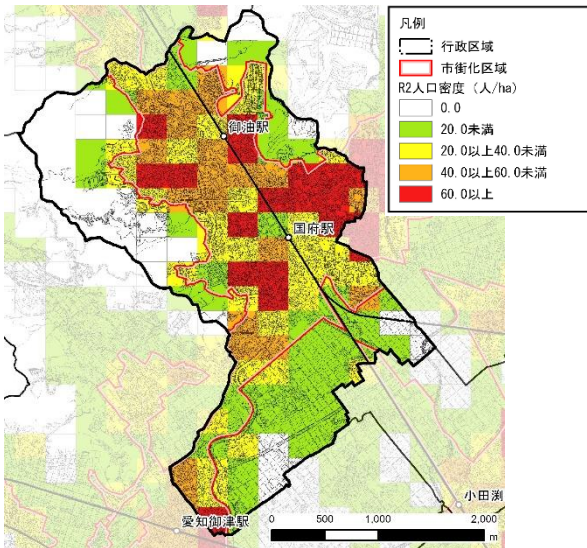 凡例
行政区域
市街化区域
R2人口密度（人/ha）
0.0
20.0未満
20.0以上40.0未満
40.0以上60.0未満
60.0以上
御油駅
国府駅
愛知御津駅
小田渕
0 500 1,000 2,000
m